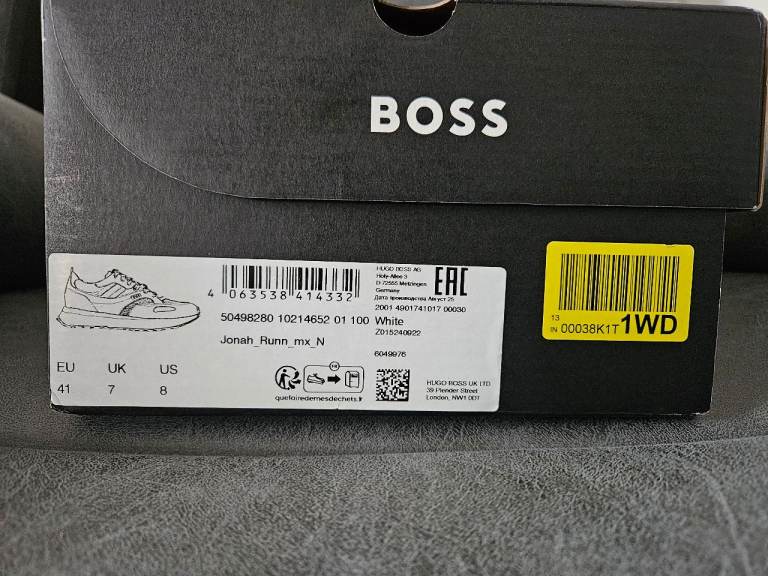 BOSS
4 063538 414332
HUGO BOSS AG
Holy-Allee 3
D 72555 Metzingen
Germany
Дата производства Август 25
EAC
2001 4901741017 00030
50498280 10214652 01 100 White
Z015240922
Jonah_Runn_mx_N
6049976
EU UK US
41 7 8
quefairedemesdechets.fr
HUGO BOSS UK LTD
39 Plender Street
London, NW1 0DT
13
IN 00038K1T1WD